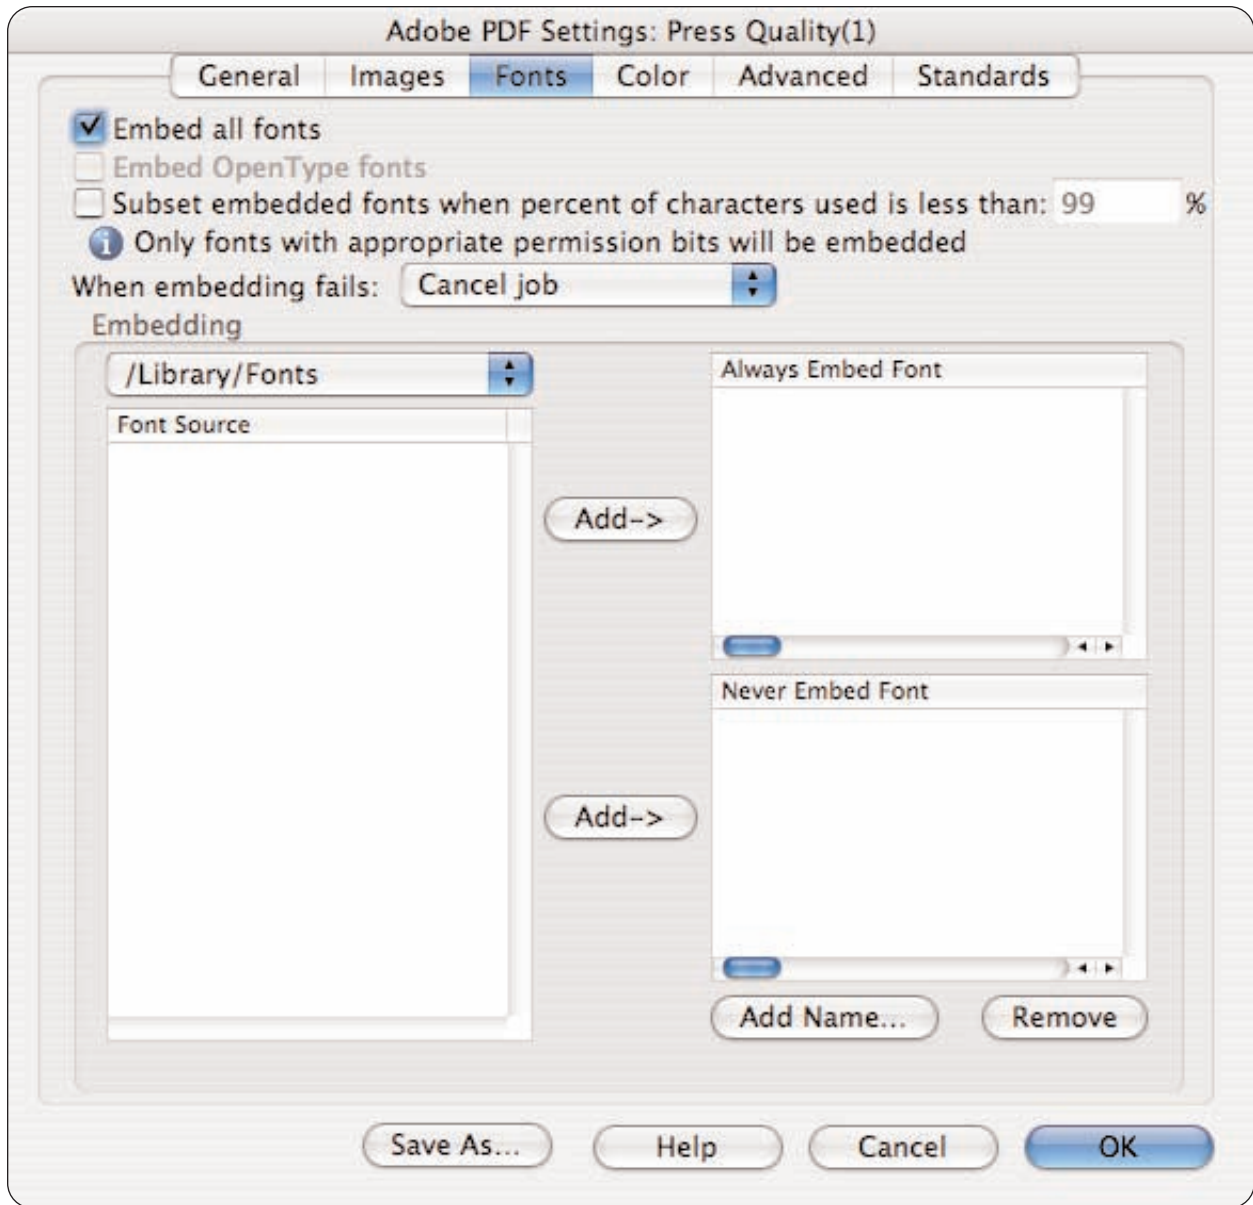 Adobe PDF Settings: Press Quality(1)
General Images Fonts Color Advanced Standards
Embed all fonts
Embed OpenType fonts
Subset embedded fonts when percent of characters used is less than: 99 %
Only fonts with appropriate permission bits will be embedded
When embedding fails: Cancel job
Embedding
/Library/Fonts
Font Source
Always Embed Font
Add->
Never Embed Font
Add->
Add Name... Remove
Save As... Help Cancel OK